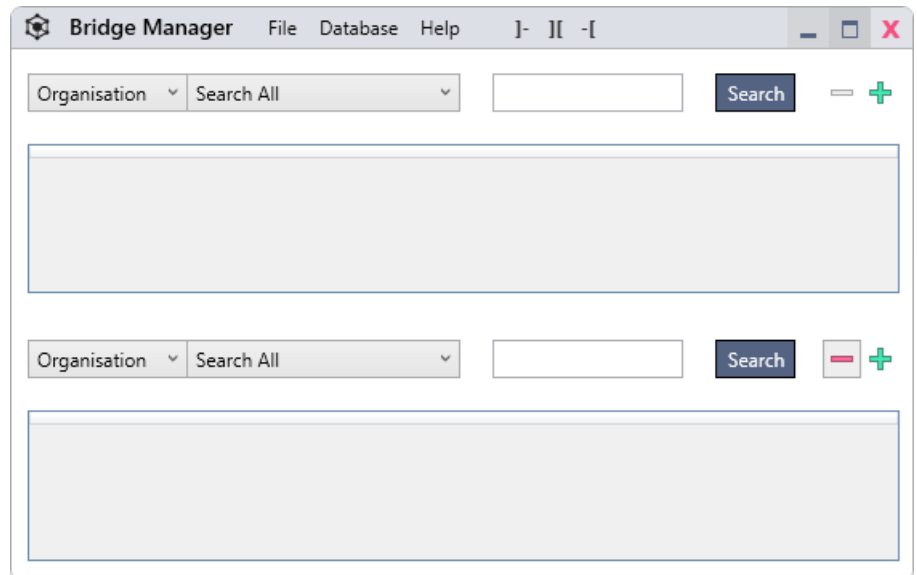 Bridge Manager File Database Help ]- ][ -[
Organisation Search All Search
Organisation Search All Search